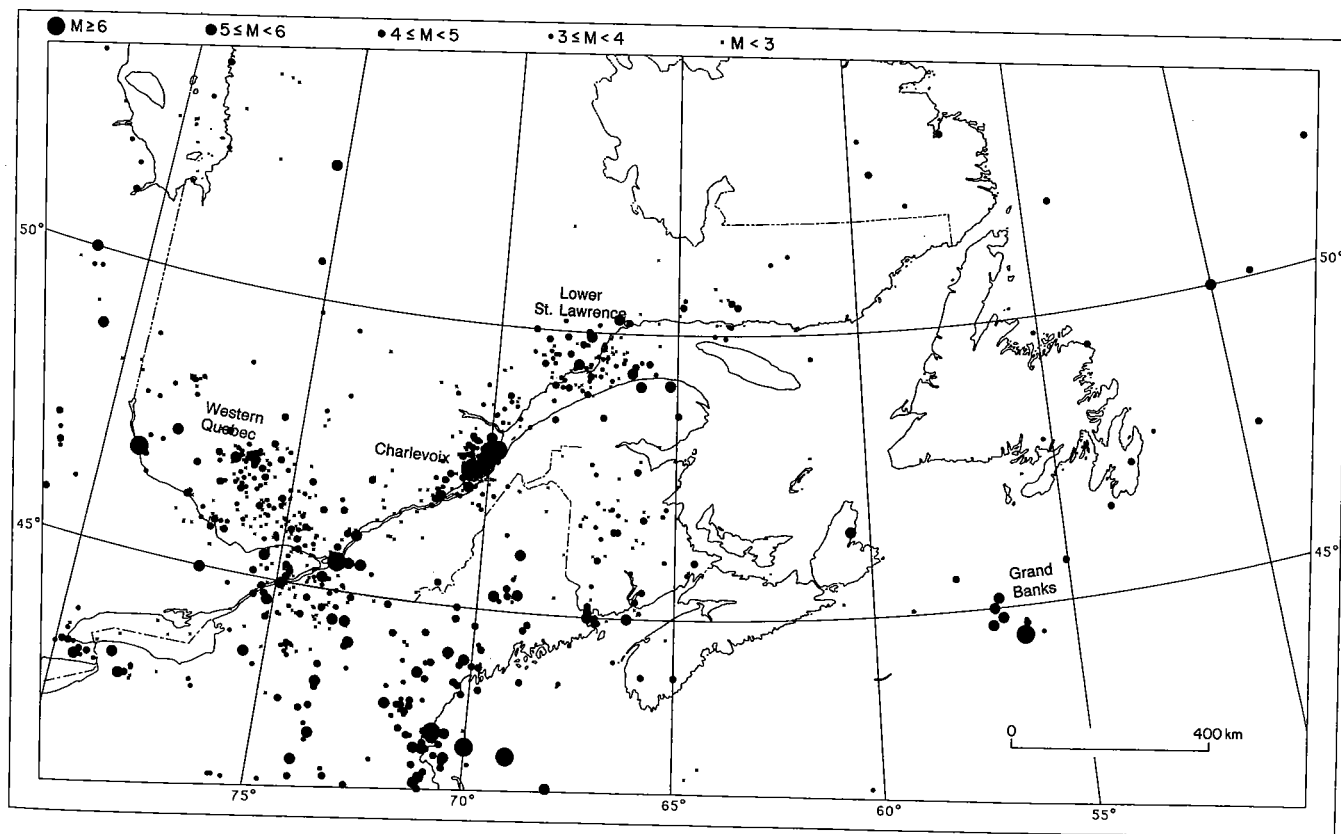 M ≥ 6 5 ≤ M < 6 4 ≤ M < 5 3 ≤ M < 4 M < 3
50°
50°
Lower
St. Lawrence
Western
Quebec
Charlevoix
45°
45°
Grand
Banks
0 400 km
75° 70° 65° 60° 55°